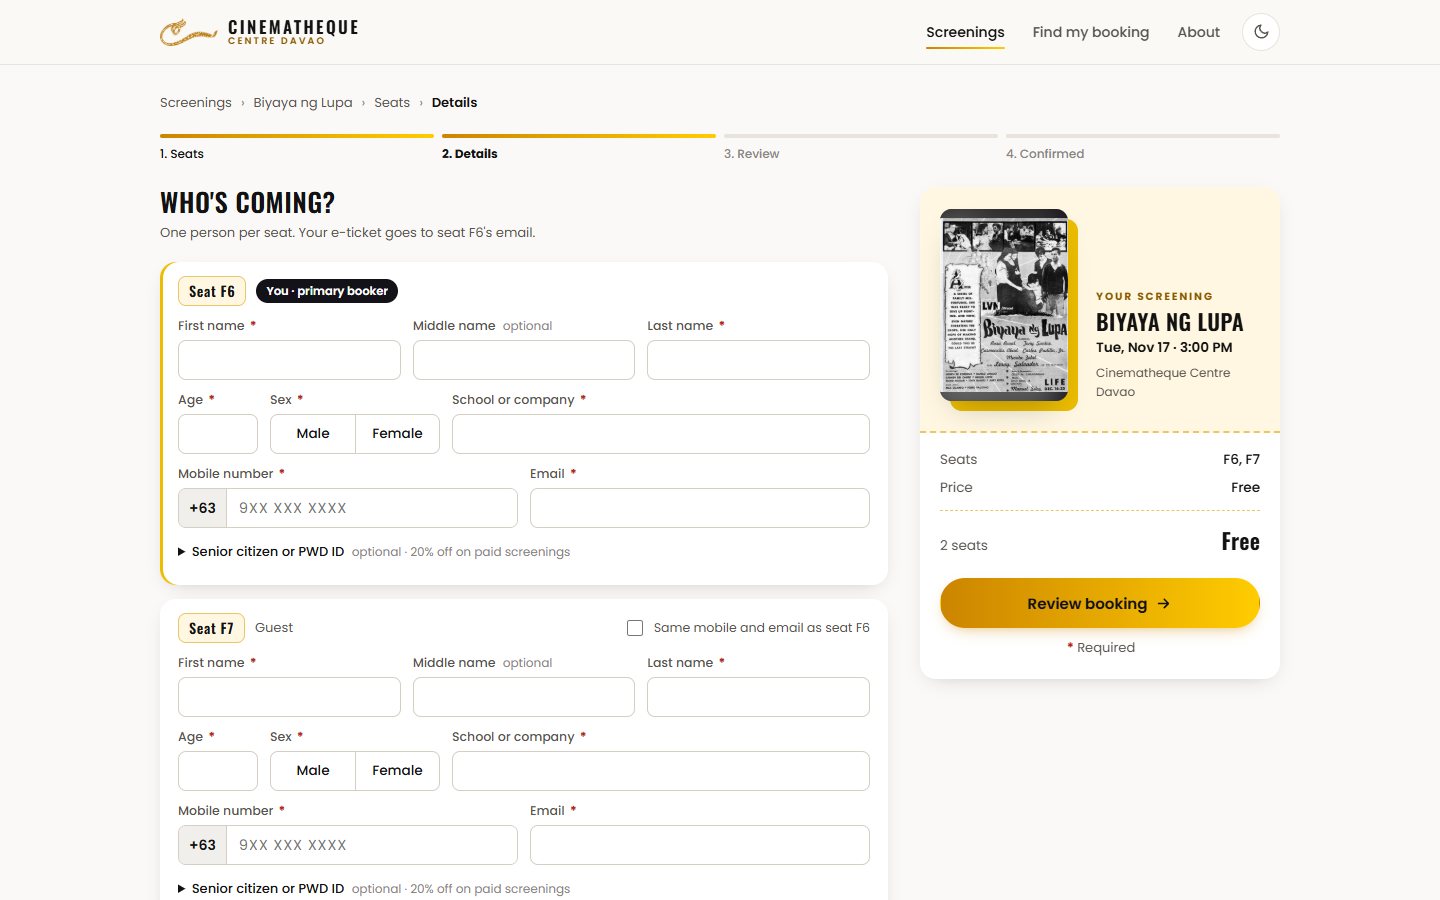 CINEMATHEQUE
CENTRE DAVAO
Screenings
Find my booking
About
Screenings › Biyaya ng Lupa › Seats › Details
1. Seats
2. Details
3. Review
4. Confirmed
WHO'S COMING?
One person per seat. Your e-ticket goes to seat F6's email.
Seat F6
You · primary booker
First name *
Middle name optional
Last name *
Age *
Sex *
School or company *
Male
Female
Mobile number *
Email *
+63
9XX XXX XXXX
Senior citizen or PWD ID optional · 20% off on paid screenings
Seat F7
Guest
Same mobile and email as seat F6
First name *
Middle name optional
Last name *
Age *
Sex *
School or company *
Male
Female
Mobile number *
Email *
+63
9XX XXX XXXX
Senior citizen or PWD ID optional · 20% off on paid screenings
LVN
Biyaya ng Lupa
LIFE
YOUR SCREENING
BIYAYA NG LUPA
Tue, Nov 17 · 3:00 PM
Cinematheque Centre
Davao
Seats
F6, F7
Price
Free
2 seats
Free
Review booking →
* Required